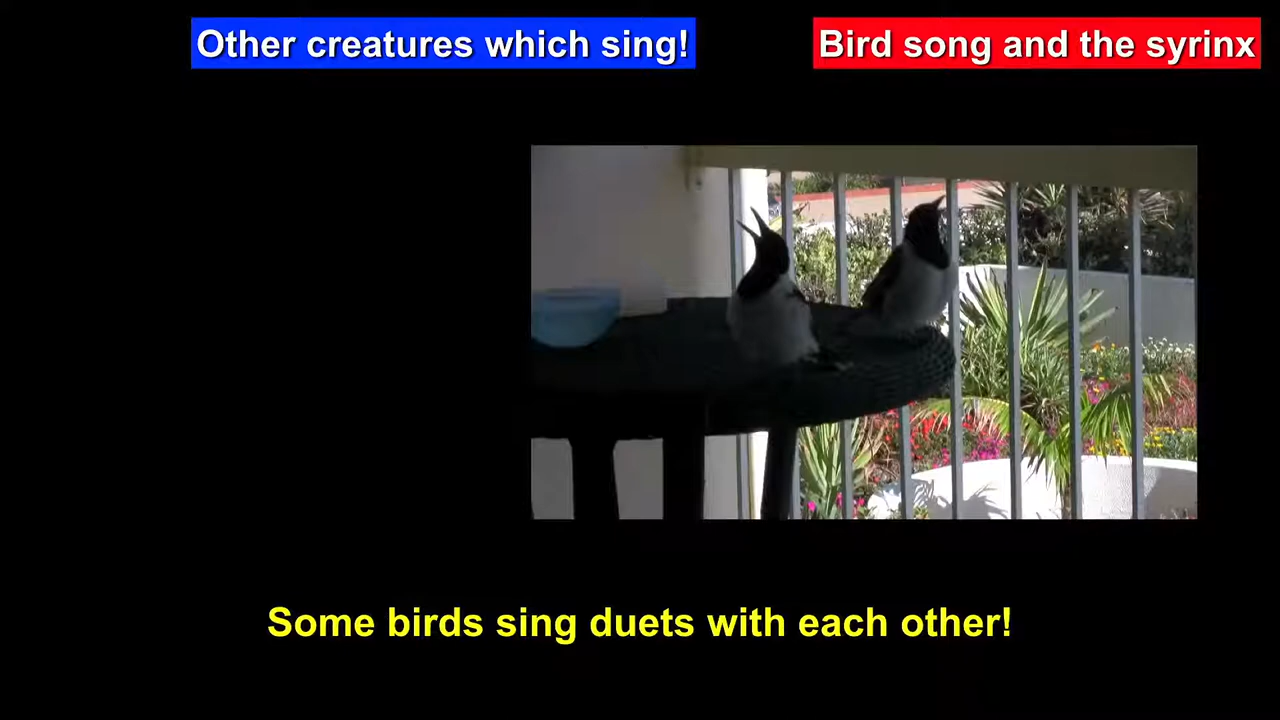 Other creatures which sing!
Bird song and the syrinx
Some birds sing duets with each other!